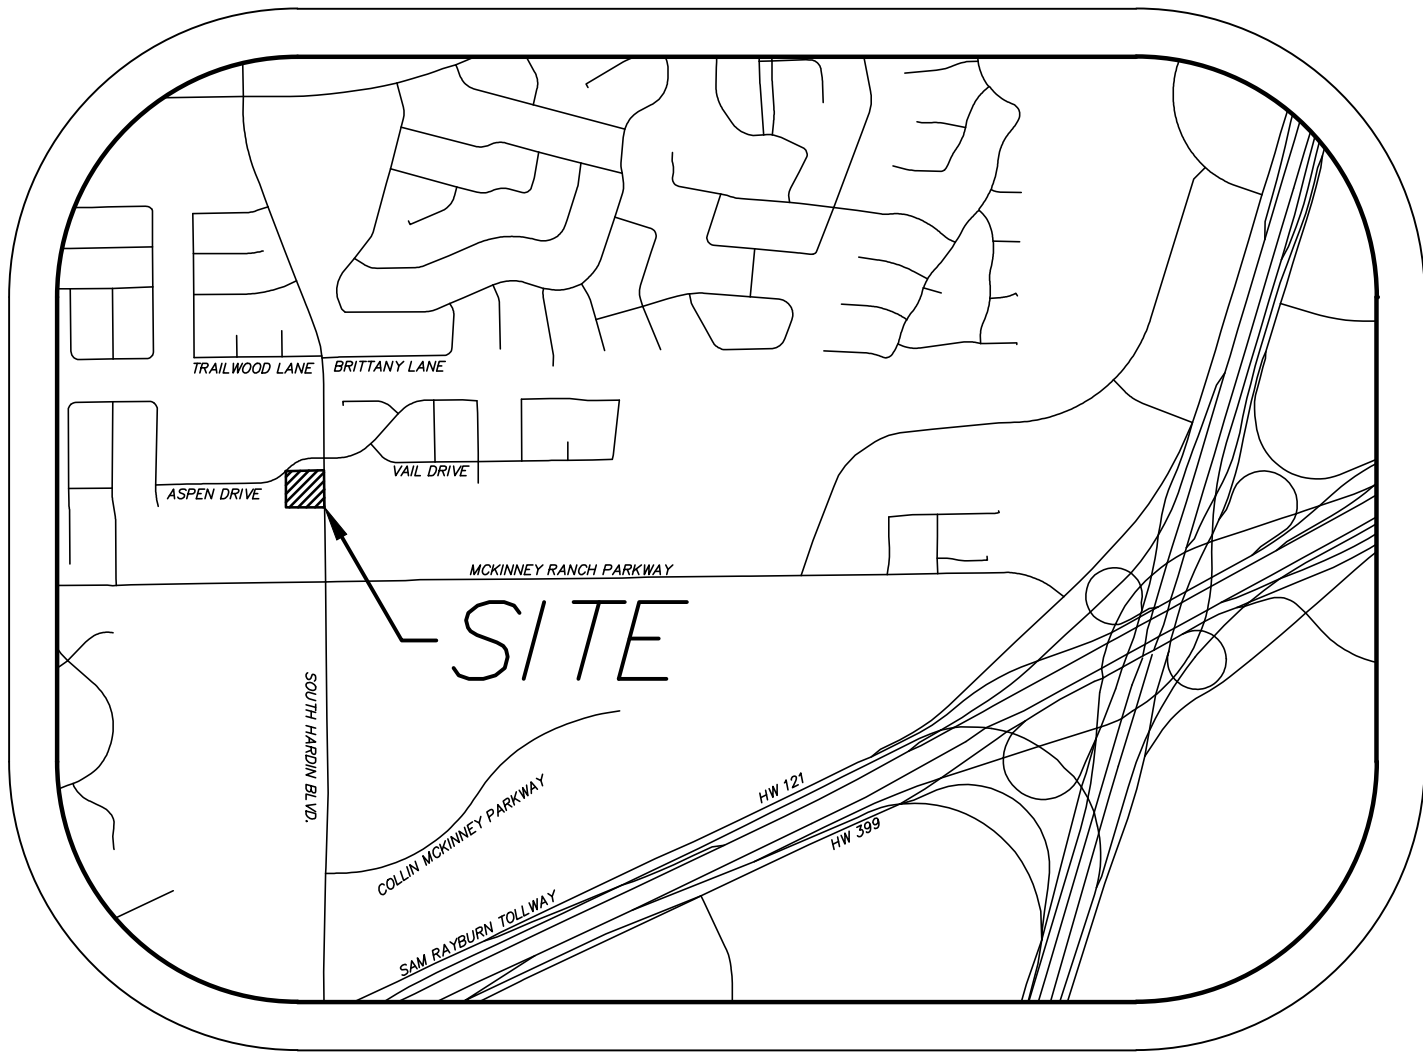 TRAILWOOD LANE
BRITTANY LANE
VAIL DRIVE
ASPEN DRIVE
MCKINNEY RANCH PARKWAY
SITE
SOUTH HARDIN BLVD.
COLLIN MCKINNEY PARKWAY
HW 121
HW 399
SAM RAYBURN TOLLWAY